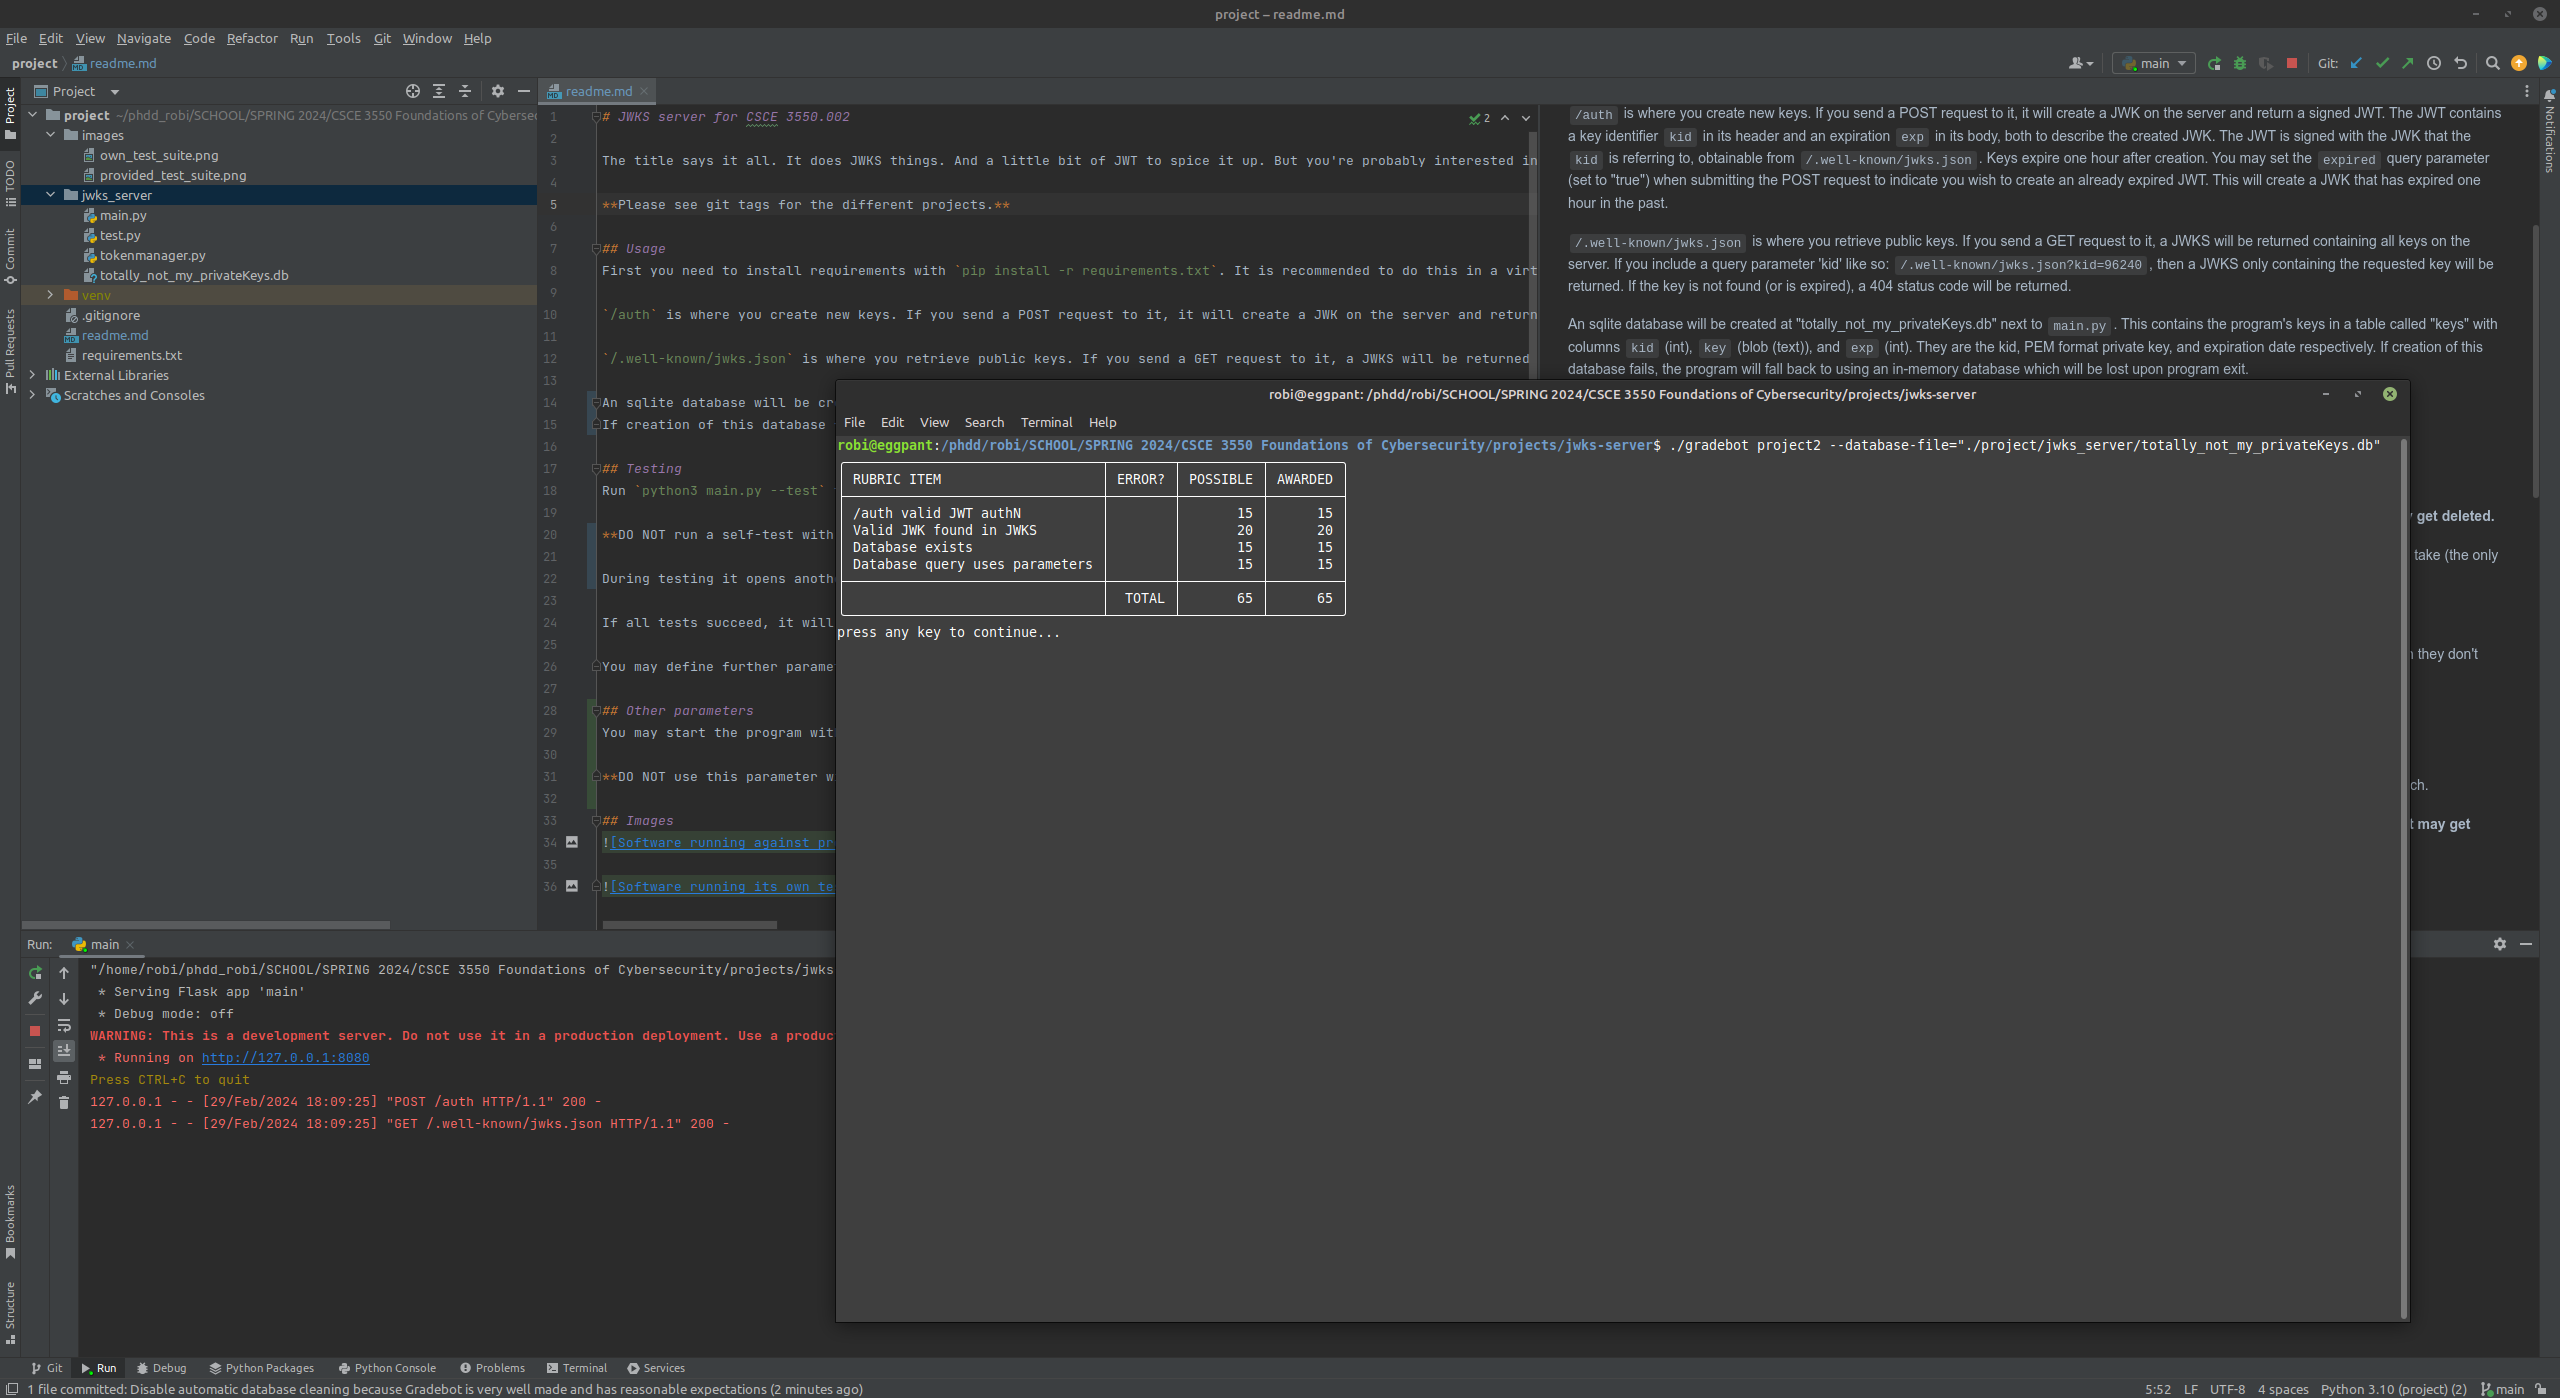 project – readme.md
File Edit View Navigate Code Refactor Run Tools Git Window Help
project readme.md
main Git:
Project
readme.md
project ~/phdd_robi/SCHOOL/SPRING 2024/CSCE 3550 Foundations of Cybersec
images
own_test_suite.png
provided_test_suite.png
jwks_server
main.py
test.py
tokenmanager.py
totally_not_my_privateKeys.db
venv
.gitignore
readme.md
requirements.txt
External Libraries
Scratches and Consoles
Project
TODO
Commit
Pull Requests
Bookmarks
Structure
Notifications
2
1 # JWKS server for CSCE 3550.002
2
3 The title says it all. It does JWKS things. And a little bit of JWT to spice it up. But you're probably interested in
4
5 **Please see git tags for the different projects.**
6
7 ## Usage
8 First you need to install requirements with `pip install -r requirements.txt`. It is recommended to do this in a virt
9
10 `/auth` is where you create new keys. If you send a POST request to it, it will create a JWK on the server and return
11
12 `/.well-known/jwks.json` is where you retrieve public keys. If you send a GET request to it, a JWKS will be returned
13
14 An sqlite database will be cr
15 If creation of this database
16
17 ## Testing
18 Run `python3 main.py --test`
19
20 **DO NOT run a self-test with
21
22 During testing it opens anoth
23
24 If all tests succeed, it will
25
26 You may define further parame
27
28 ## Other parameters
29 You may start the program wit
30
31 **DO NOT use this parameter w
32
33 ## Images
34 ![Software running against pr
35
36 ![Software running its own te
/auth is where you create new keys. If you send a POST request to it, it will create a JWK on the server and return a signed JWT. The JWT contains
a key identifier kid in its header and an expiration exp in its body, both to describe the created JWK. The JWT is signed with the JWK that the
kid is referring to, obtainable from /.well-known/jwks.json . Keys expire one hour after creation. You may set the expired query parameter
(set to "true") when submitting the POST request to indicate you wish to create an already expired JWT. This will create a JWK that has expired one
hour in the past.
/.well-known/jwks.json is where you retrieve public keys. If you send a GET request to it, a JWKS will be returned containing all keys on the
server. If you include a query parameter 'kid' like so: /.well-known/jwks.json?kid=96240 , then a JWKS only containing the requested key will be
returned. If the key is not found (or is expired), a 404 status code will be returned.
An sqlite database will be created at "totally_not_my_privateKeys.db" next to main.py . This contains the program's keys in a table called "keys" with
columns kid (int), key (blob (text)), and exp (int). They are the kid, PEM format private key, and expiration date respectively. If creation of this
database fails, the program will fall back to using an in-memory database which will be lost upon program exit.
get deleted.
take (the only
they don't
ch.
may get
robi@eggpant: /phdd/robi/SCHOOL/SPRING 2024/CSCE 3550 Foundations of Cybersecurity/projects/jwks-server
File Edit View Search Terminal Help
robi@eggpant:/phdd/robi/SCHOOL/SPRING 2024/CSCE 3550 Foundations of Cybersecurity/projects/jwks-server$ ./gradebot project2 --database-file="./project/jwks_server/totally_not_my_privateKeys.db"
RUBRIC ITEM ERROR? POSSIBLE AWARDED
/auth valid JWT authN 15 15
Valid JWK found in JWKS 20 20
Database exists 15 15
Database query uses parameters 15 15
TOTAL 65 65
press any key to continue...
Run: main
"/home/robi/phdd_robi/SCHOOL/SPRING 2024/CSCE 3550 Foundations of Cybersecurity/projects/jwks
* Serving Flask app 'main'
* Debug mode: off
WARNING: This is a development server. Do not use it in a production deployment. Use a produc
* Running on http://127.0.0.1:8080
Press CTRL+C to quit
127.0.0.1 - - [29/Feb/2024 18:09:25] "POST /auth HTTP/1.1" 200 -
127.0.0.1 - - [29/Feb/2024 18:09:25] "GET /.well-known/jwks.json HTTP/1.1" 200 -
Git Run Debug Python Packages Python Console Problems Terminal Services
1 file committed: Disable automatic database cleaning because Gradebot is very well made and has reasonable expectations (2 minutes ago)
5:52 LF UTF-8 4 spaces Python 3.10 (project) (2) main